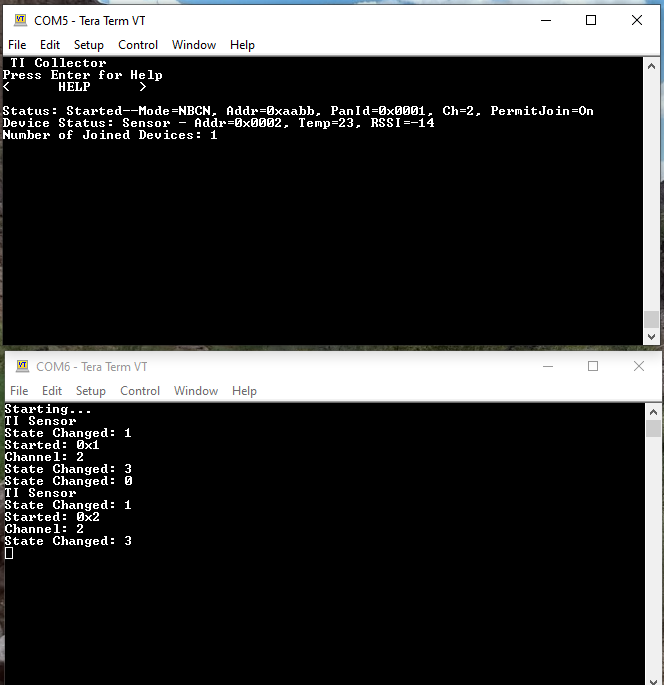 COM5 - Tera Term VT
File Edit Setup Control Window Help
TI Collector
Press Enter for Help
< HELP >
Status: Started--Mode=NBCN, Addr=0xaabb, PanId=0x0001, Ch=2, PermitJoin=On
Device Status: Sensor - Addr=0x0002, Temp=23, RSSI=-14
Number of Joined Devices: 1
COM6 - Tera Term VT
File Edit Setup Control Window Help
Starting...
TI Sensor
State Changed: 1
Started: 0x1
Channel: 2
State Changed: 3
State Changed: 0
TI Sensor
State Changed: 1
Started: 0x2
Channel: 2
State Changed: 3